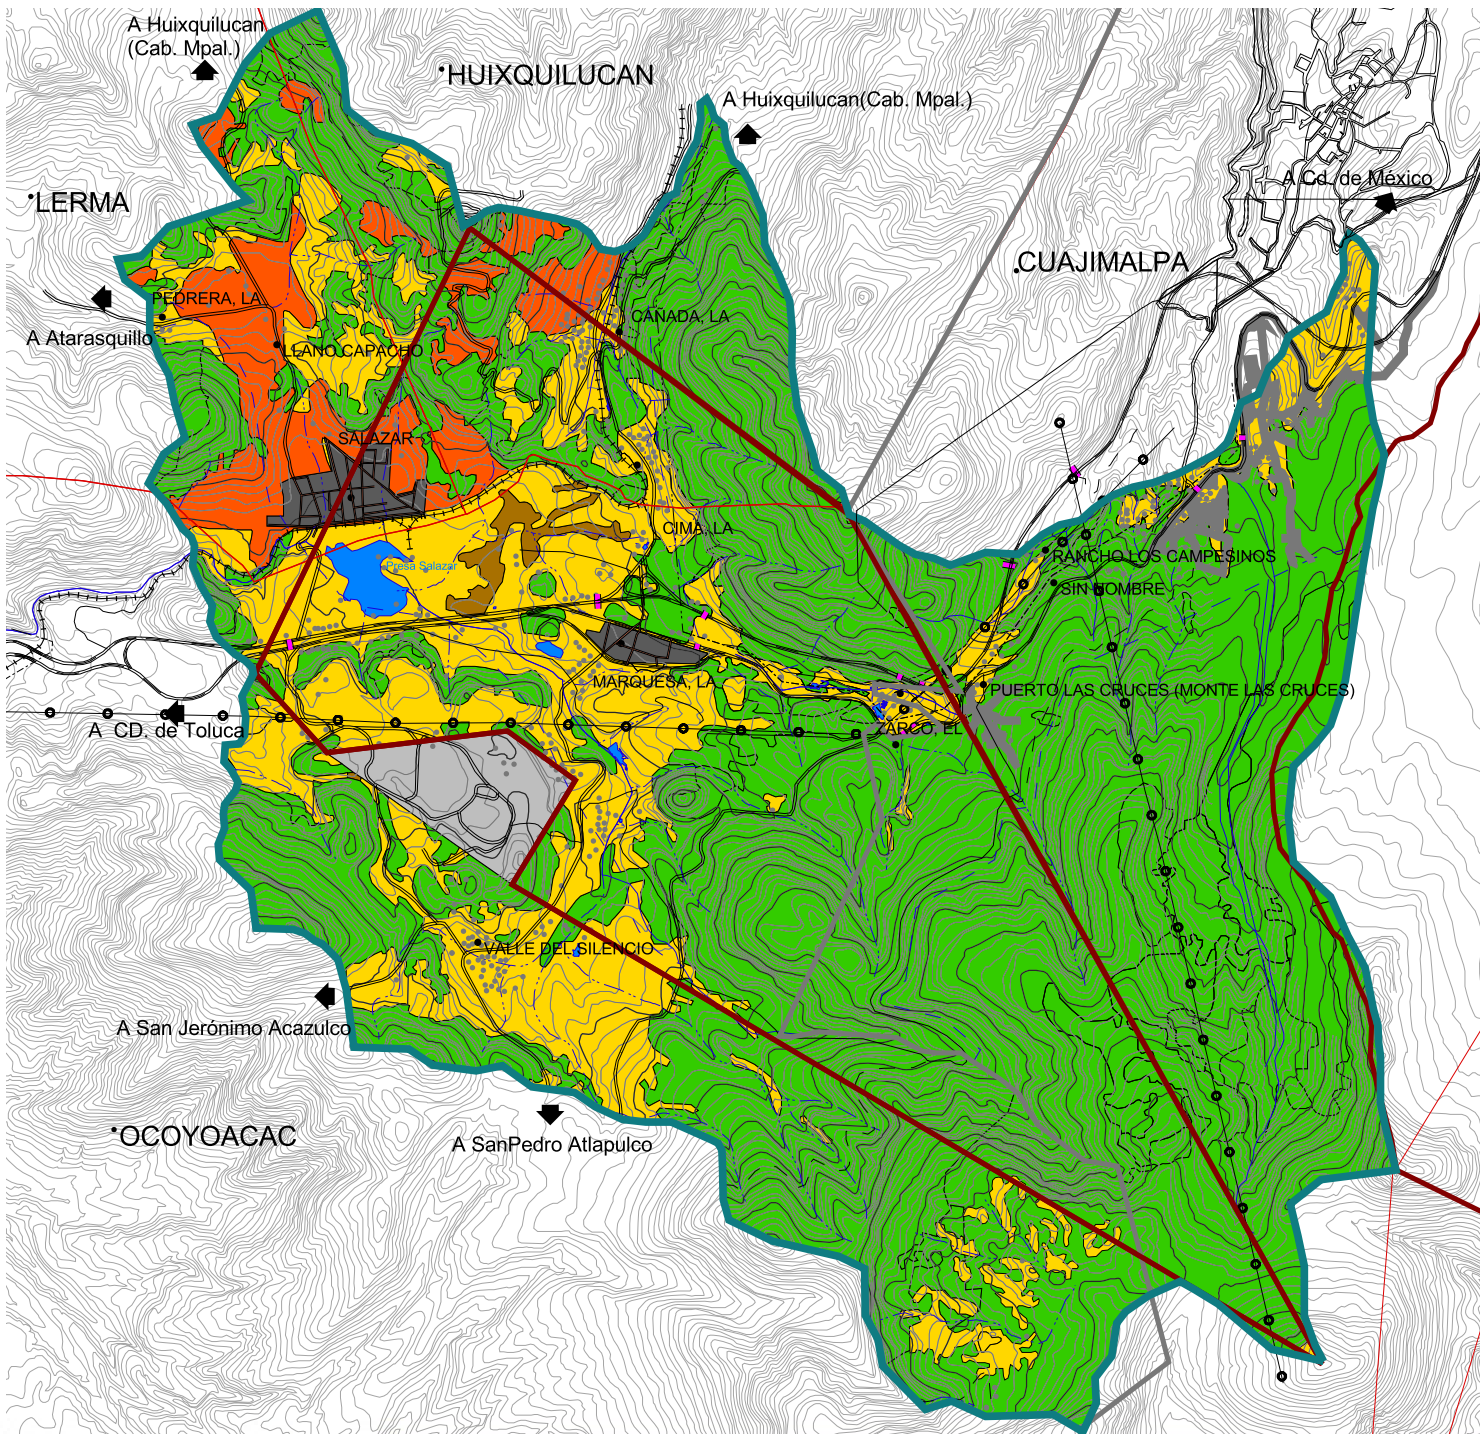 A Huixquilucan
(Cab. Mpal.)
HUIXQUILUCAN
A Huixquilucan(Cab. Mpal.)
A Cd. de México
LERMA
CUAJIMALPA
PEDRERA, LA
CAÑADA, LA
A Atarasquillo
LLANO CAPACHO
SALAZAR
CIMA, LA
RANCHO LOS CAMPESINOS
Presa Salazar
SIN NOMBRE
MARQUESA, LA
PUERTO LAS CRUCES (MONTE LAS CRUCES)
A CD. de Toluca
ZARCO, EL
VALLE DEL SILENCIO
A San Jerónimo Acazulco
OCOYOACAC
A SanPedro Atlapulco